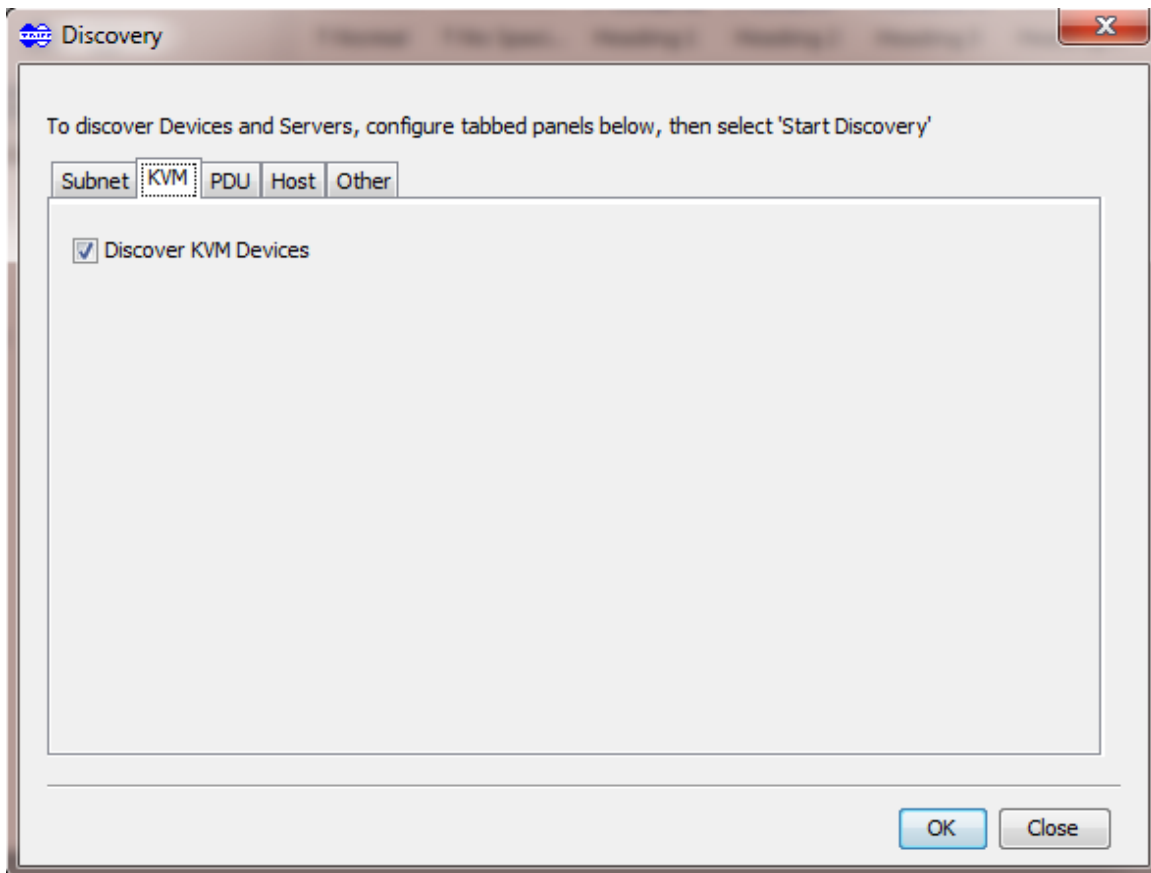 Discovery
To discover Devices and Servers, configure tabbed panels below, then select 'Start Discovery'
Subnet KVM PDU Host Other
Discover KVM Devices
OK Close